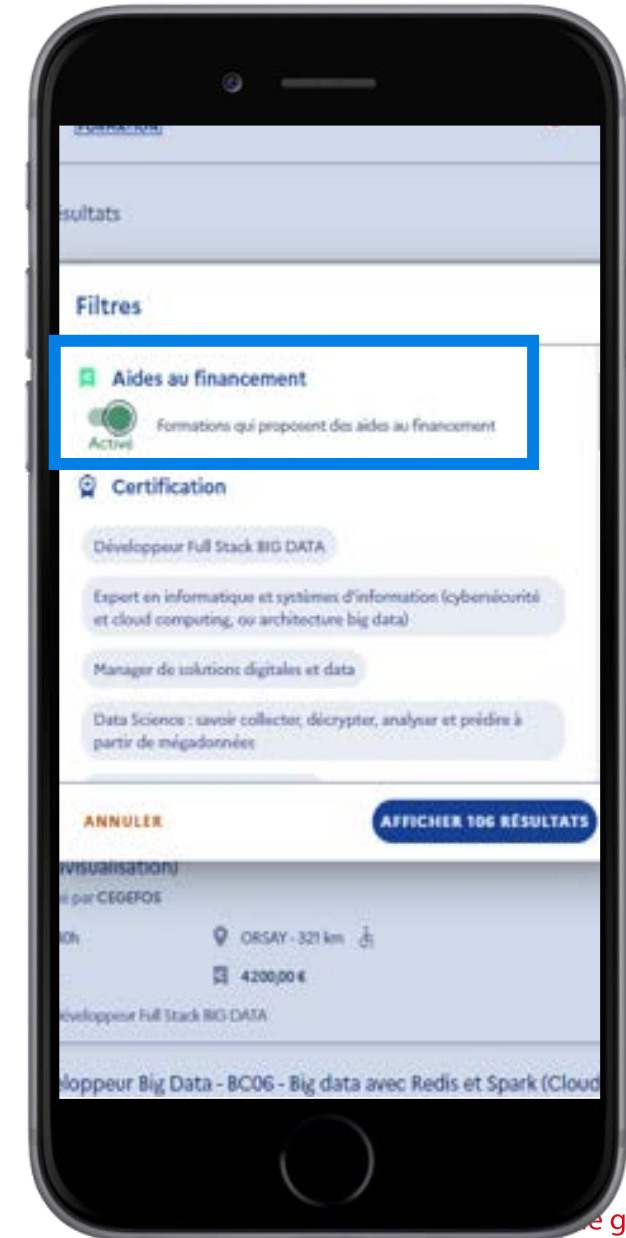 FORMATION
sultats
Filtres
Aides au financement
Activé
Formations qui proposent des aides au financement
Certification
Développeur Full Stack BIG DATA
Expert en informatique et systèmes d'information (cybersécurité
et cloud computing, ou architecture big data)
Manager de solutions digitales et data
Data Science : savoir collecter, décrypter, analyser et prédire à
partir de mégadonnées
ANNULER
AFFICHER 106 RÉSULTATS
visualisation)
par CEGEFOS
ORSAY - 321 km
4200,00 €
éveloppeur Full Stack BIG DATA
eloppeur Big Data - BC06 - Big data avec Redis et Spark (Cloud
e g